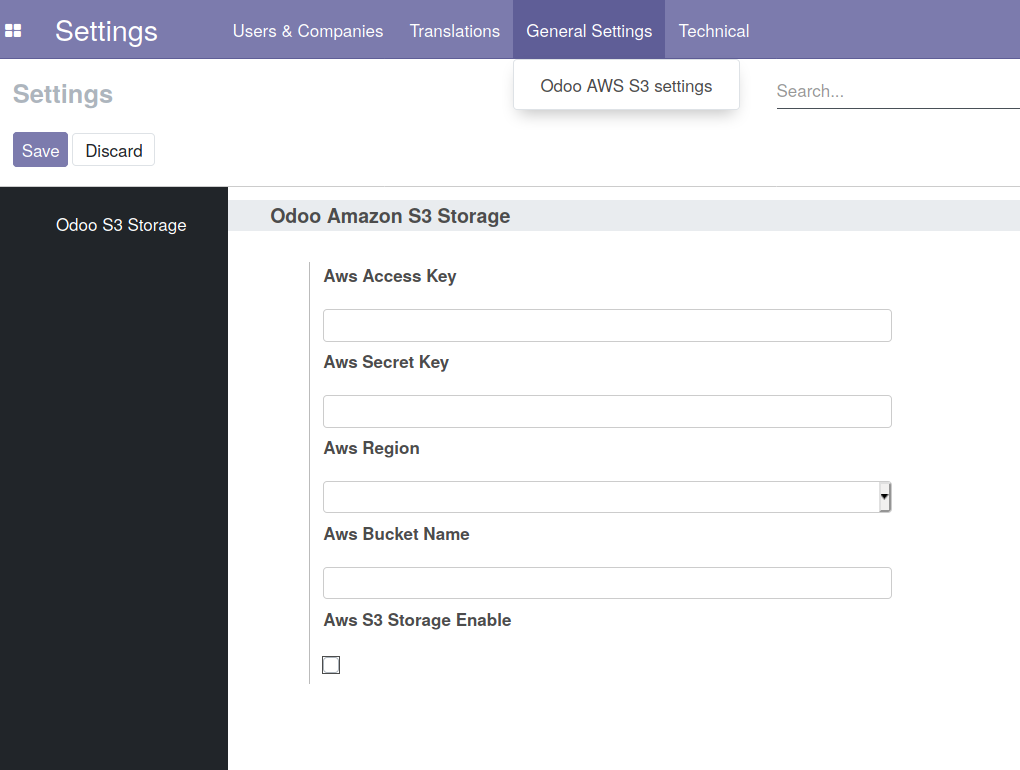 Settings
Users & Companies Translations General Settings Technical
Odoo AWS S3 settings
Settings
Search...
Save Discard
Odoo S3 Storage
Odoo Amazon S3 Storage
Aws Access Key
Aws Secret Key
Aws Region
Aws Bucket Name
Aws S3 Storage Enable